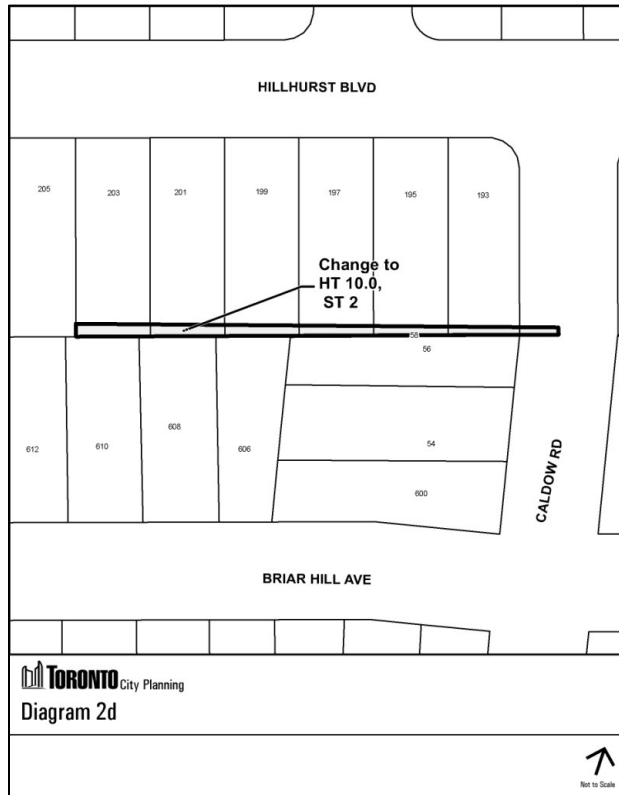 HILLHURST BLVD
205
203
201
199
197
195
193
Change to
HT 10.0,
ST 2
58
56
612
610
608
606
54
600
CALDOW RD
BRIAR HILL AVE
TORONTO City Planning
Diagram 2d
Not to Scale